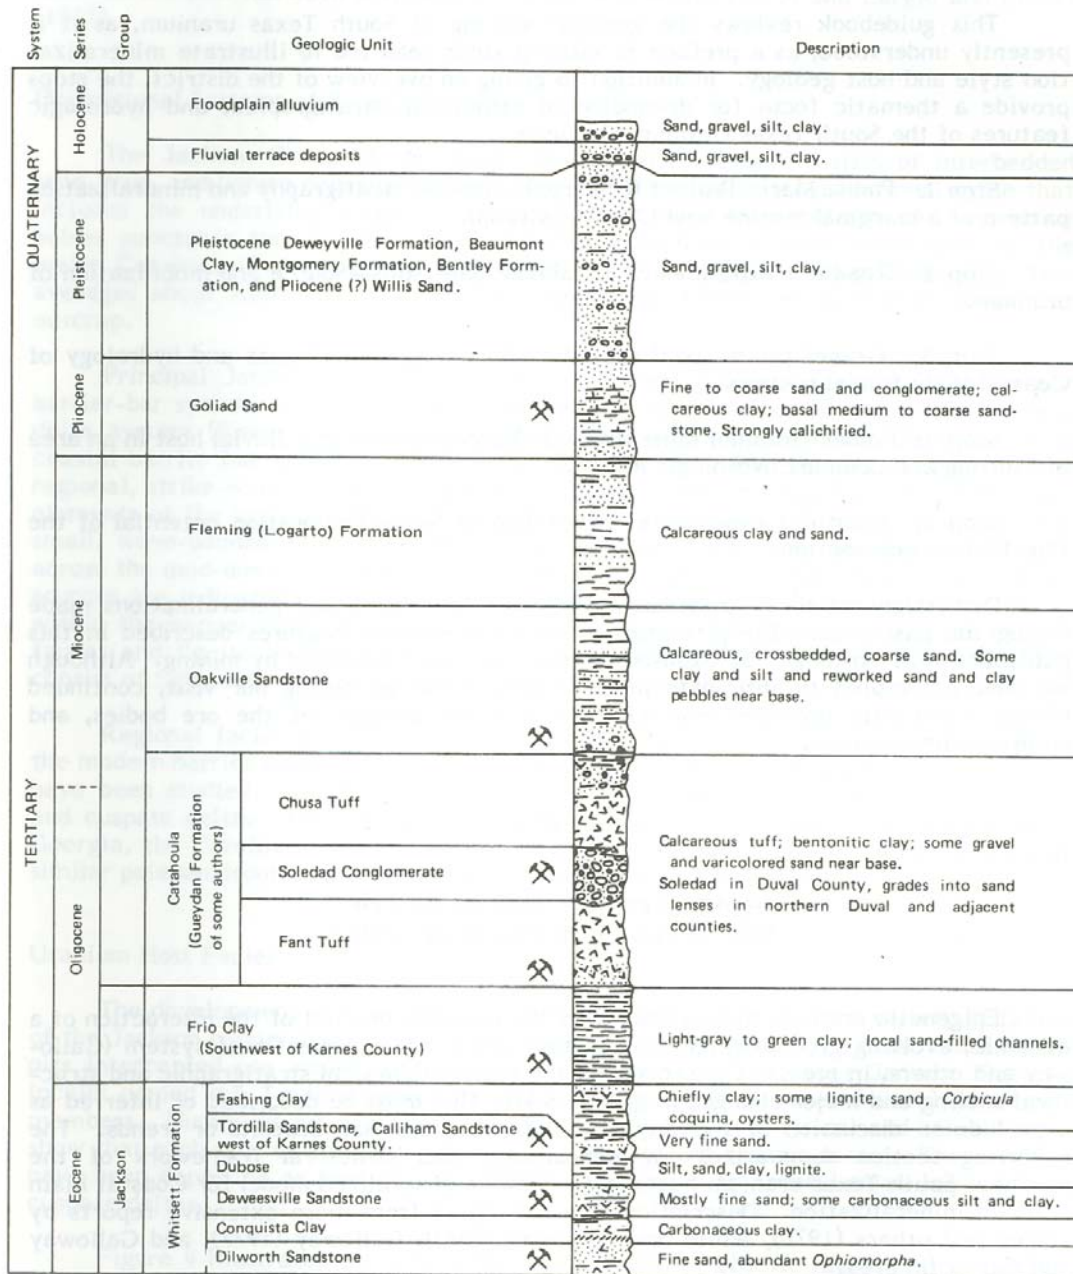 System
Series
Group
Geologic Unit
Description
QUATERNARY
Holocene
Floodplain alluvium
Sand, gravel, silt, clay.
Fluvial terrace deposits
Sand, gravel, silt, clay.
Pleistocene
Pleistocene Deweyville Formation, Beaumont
Clay, Montgomery Formation, Bentley Form-
ation, and Pliocene (?) Willis Sand.
Sand, gravel, silt, clay.
TERTIARY
Pliocene
Goliad Sand
Fine to coarse sand and conglomerate; cal-
careous clay; basal medium to coarse sand-
stone. Strongly calichified.
Miocene
Fleming (Logarto) Formation
Calcareous clay and sand.
Oakville Sandstone
Calcareous, crossbedded, coarse sand. Some
clay and silt and reworked sand and clay
pebbles near base.
Oligocene
Catahoula
(Gueydan Formation
of some authors)
Chusa Tuff
Soledad Conglomerate
Fant Tuff
Calcareous tuff; bentonitic clay; some gravel
and varicolored sand near base.
Soledad in Duval County, grades into sand
lenses in northern Duval and adjacent
counties.
Frio Clay
(Southwest of Karnes County)
Light-gray to green clay; local sand-filled channels.
Eocene
Jackson
Whitsett Formation
Fashing Clay
Chiefly clay; some lignite, sand, Corbicula
coquina, oysters.
Tordilla Sandstone, Calliham Sandstone
west of Karnes County.
Very fine sand.
Dubose
Silt, sand, clay, lignite.
Deweesville Sandstone
Mostly fine sand; some carbonaceous silt and clay.
Conquista Clay
Carbonaceous clay.
Dilworth Sandstone
Fine sand, abundant Ophiomorpha.